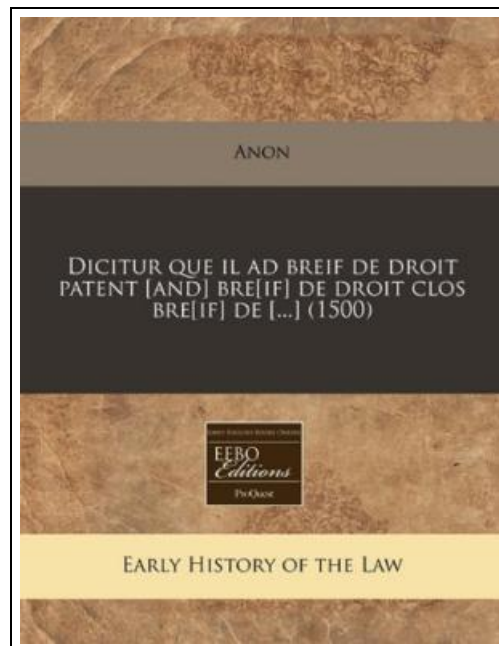 ANON
DICITUR QUE IL AD BREIF DE DROIT
PATENT [AND] BRE[IF] DE DROIT CLOS
BRE[IF] DE [...] (1500)
EEBO
Editions
ProQuest
EARLY HISTORY OF THE LAW